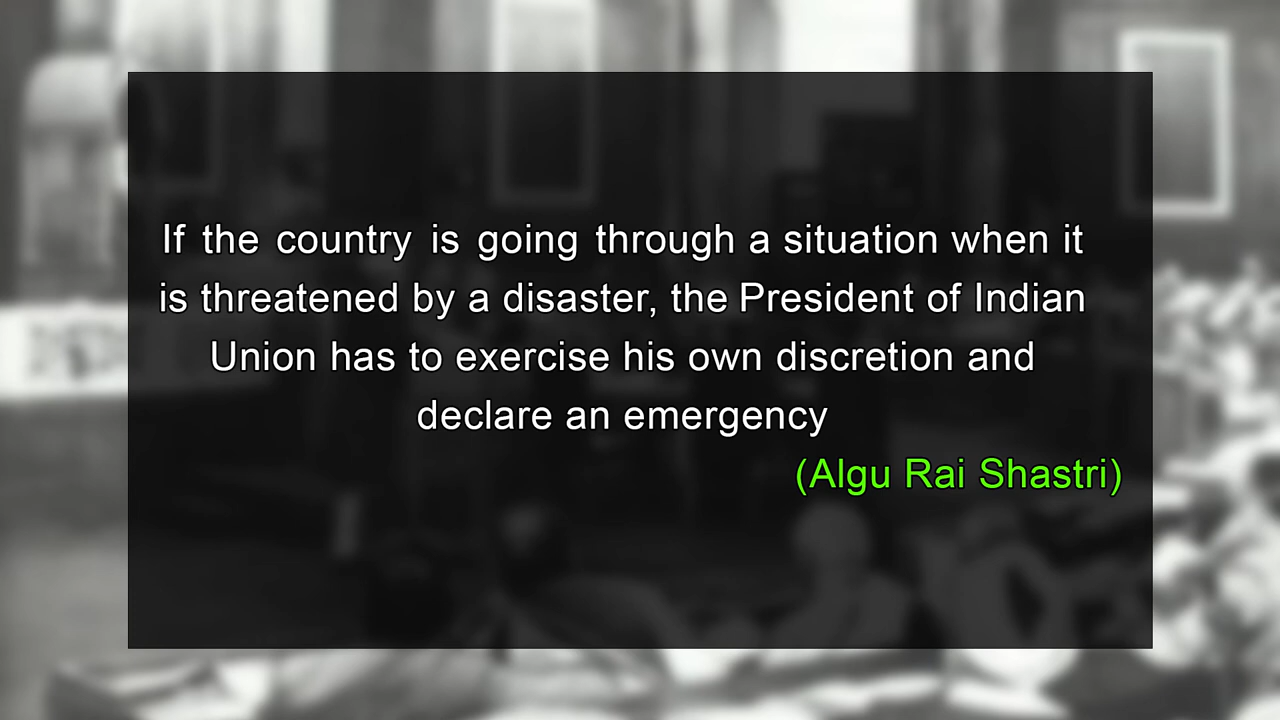 If the country is going through a situation when it
is threatened by a disaster, the President of Indian
Union has to exercise his own discretion and
declare an emergency
(Algu Rai Shastri)